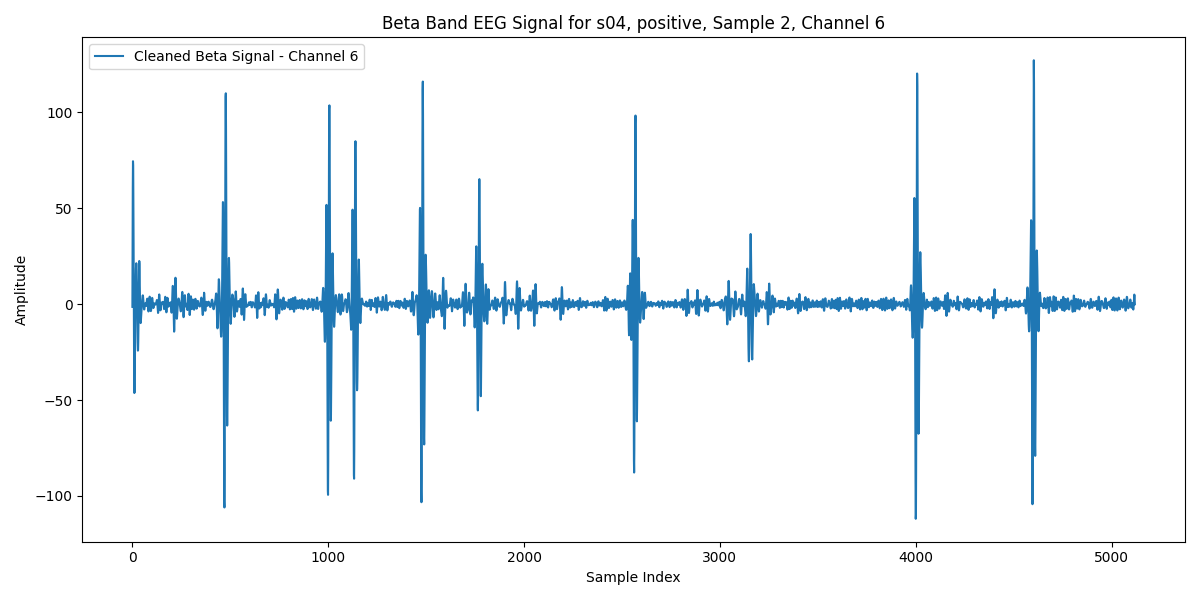 Beta Band EEG Signal for s04, positive, Sample 2, Channel 6
Cleaned Beta Signal - Channel 6
Amplitude
100
50
0
−50
−100
0 1000 2000 3000 4000 5000
Sample Index